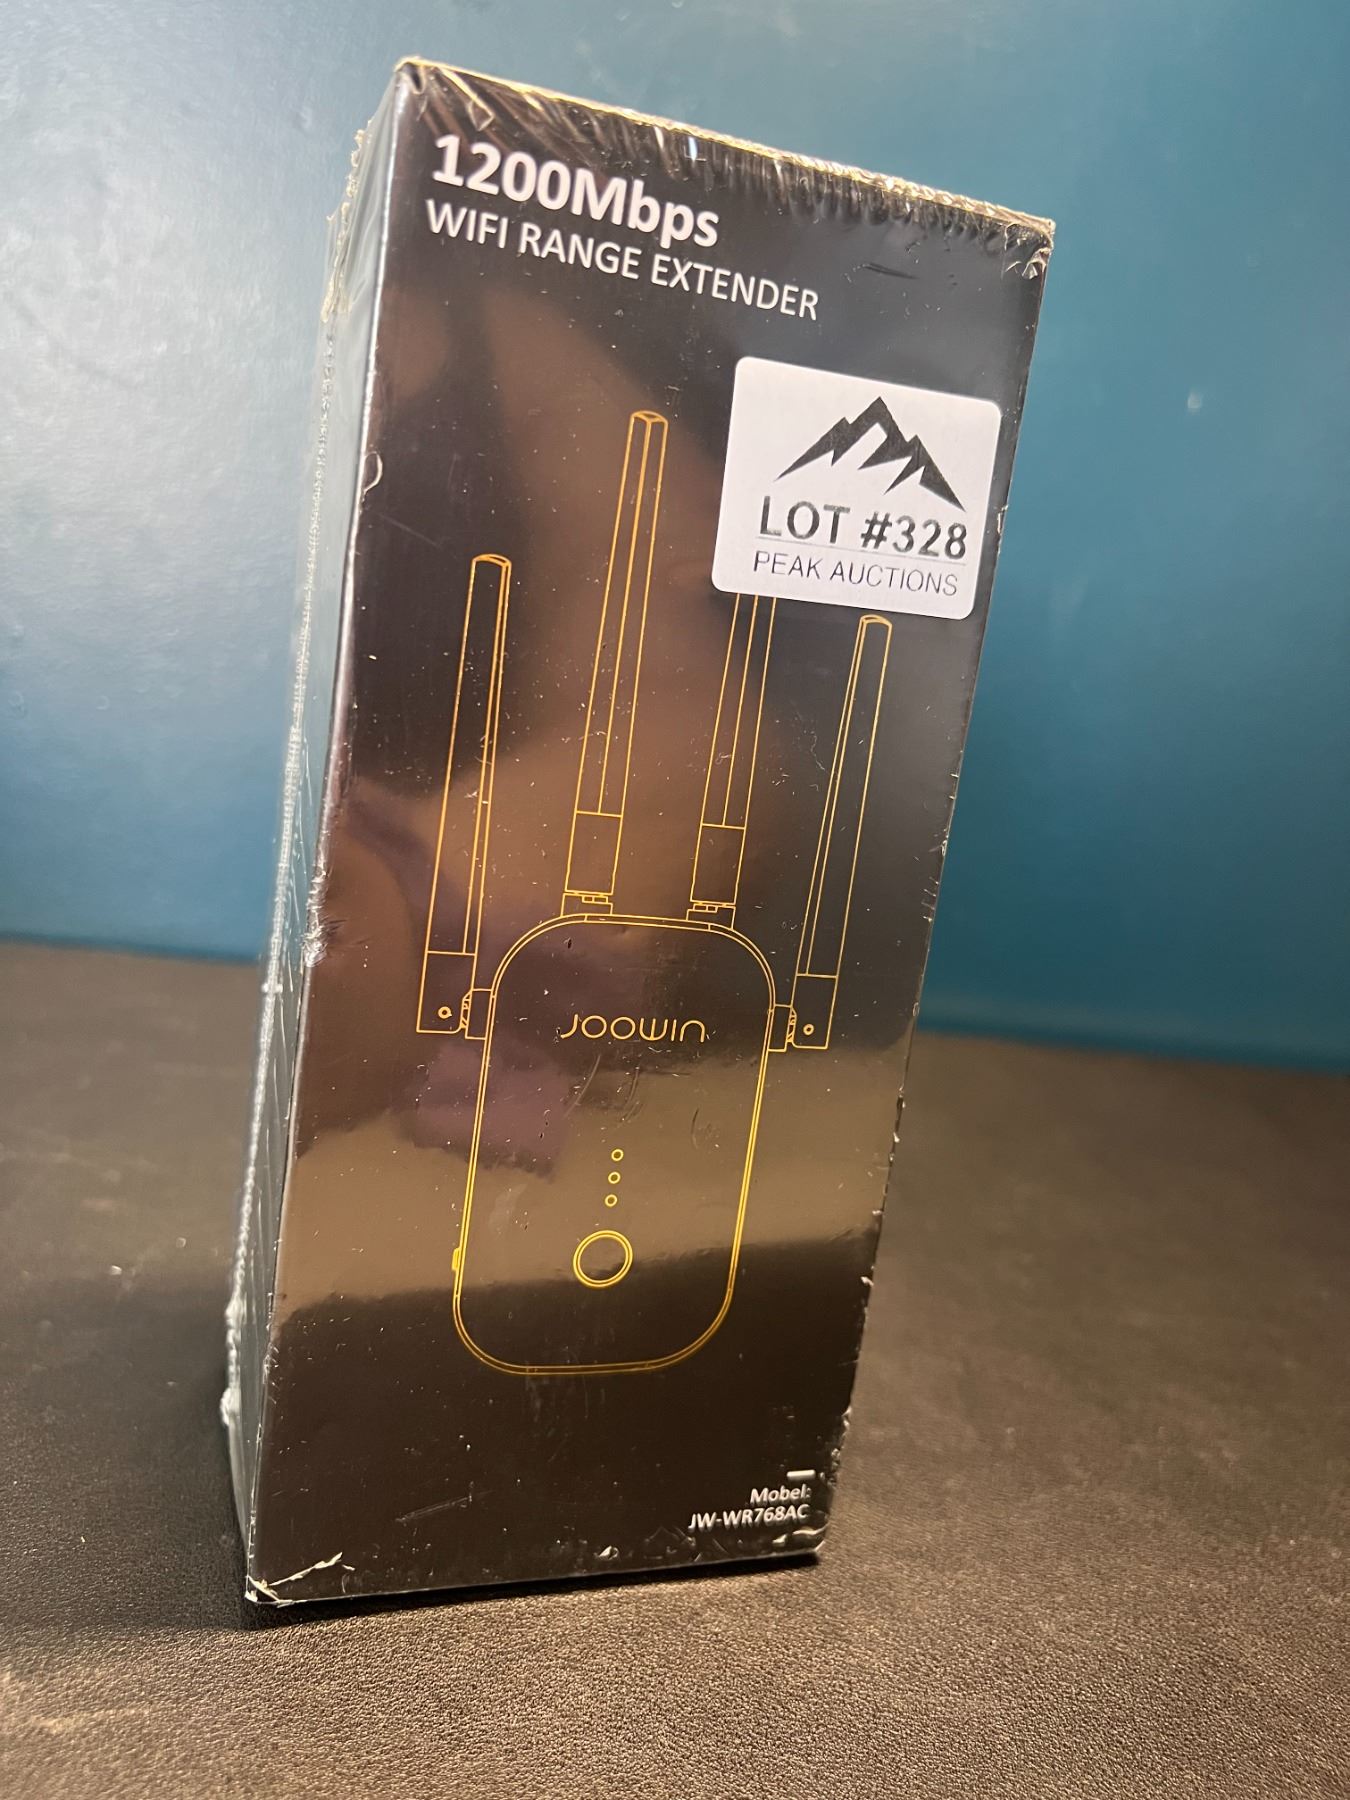 1200Mbps
WIFI RANGE EXTENDER
LOT #328
PEAK AUCTIONS
JOOWIN
Mobel:
JW-WR768AC